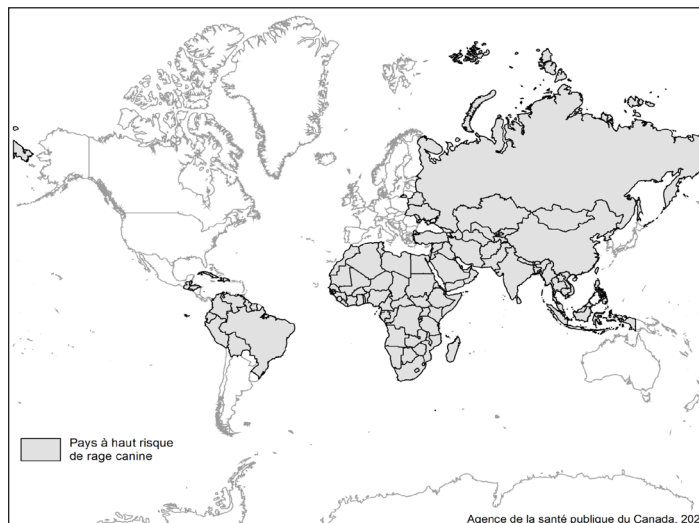 Pays à haut risque
de rage canine
Agence de la santé publique du Canada, 202